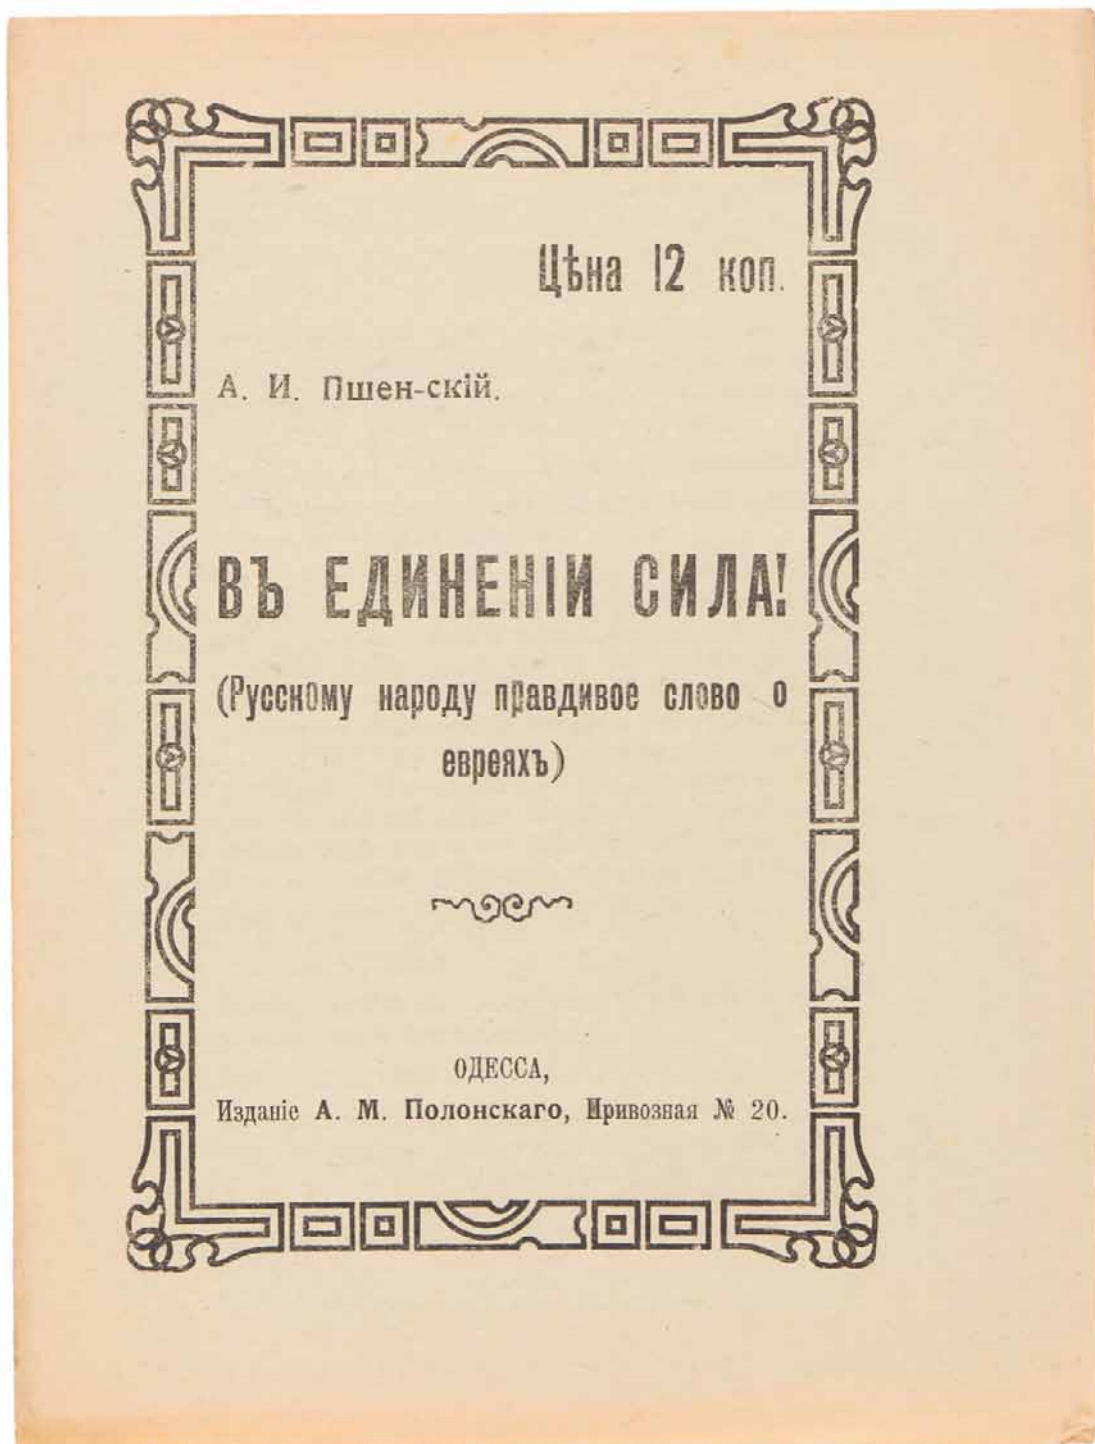 Цѣна 12 коп.
А. И. Пшен-скій.
ВЪ ЕДИНЕНІИ СИЛА!
(Русскому народу правдивое слово о
евреяхъ)
ОДЕССА,
Изданіе А. М. Полонскаго, Привозная № 20.